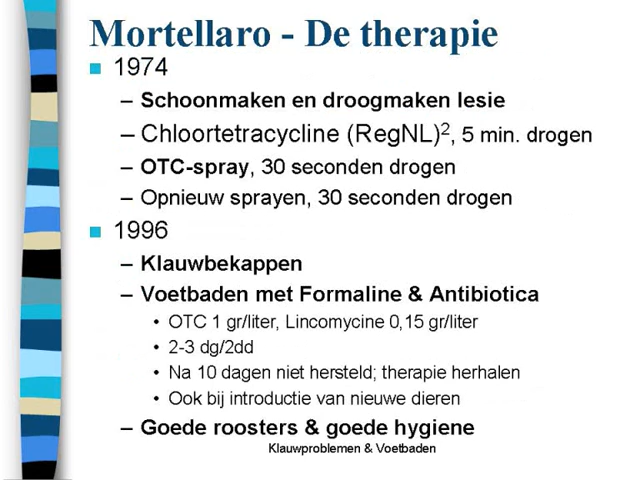 Mortellaro - De therapie
1974
– Schoonmaken en droogmaken lesie
– Chloortetracycline (RegNL)², 5 min. drogen
– OTC-spray, 30 seconden drogen
– Opnieuw sprayen, 30 seconden drogen
1996
– Klauwbekappen
– Voetbaden met Formaline & Antibiotica
• OTC 1 gr/liter, Lincomycine 0,15 gr/liter
• 2-3 dg/2dd
• Na 10 dagen niet hersteld; therapie herhalen
• Ook bij introductie van nieuwe dieren
– Goede roosters & goede hygiene
Klauwproblemen & Voetbaden